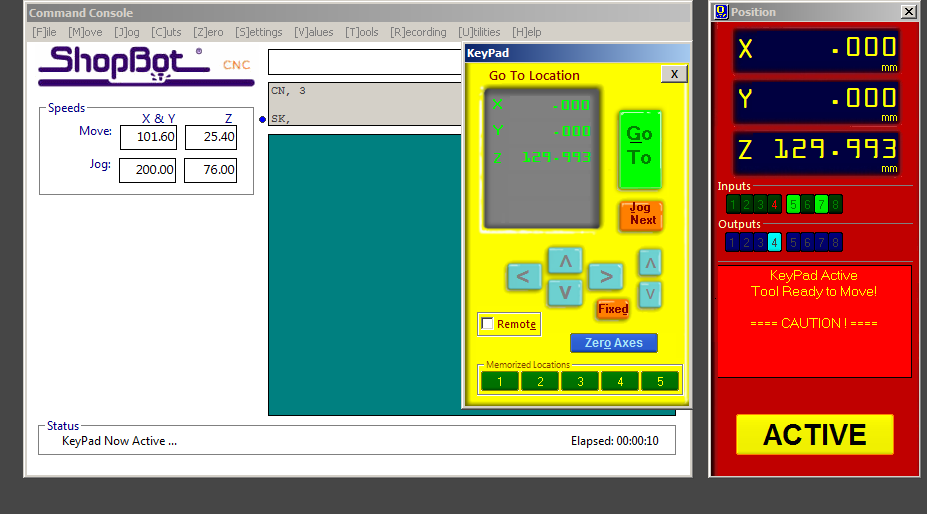 Command Console
[F]ile [M]ove [J]og [C]uts [Z]ero [S]ettings [V]alues [T]ools [R]ecording [U]tilities [H]elp
ShopBot® CNC
Speeds
X & Y Z
Move: 101.60 25.40
Jog: 200.00 76.00
CN, 3
SK,
KeyPad
Go To Location X
X .000
Y .000
Z 129.993
Go
To
Jog
Next
< ʌ v > ʌ v
Fixed
Remote
Zero Axes
Memorized Locations
1 2 3 4 5
Status
KeyPad Now Active ... Elapsed: 00:00:10
Position
X .000
mm
Y .000
mm
Z 129.993
mm
Inputs
1 2 3 4 5 6 7 8
Outputs
1 2 3 4 5 6 7 8
KeyPad Active
Tool Ready to Move!
==== CAUTION ! ====
ACTIVE